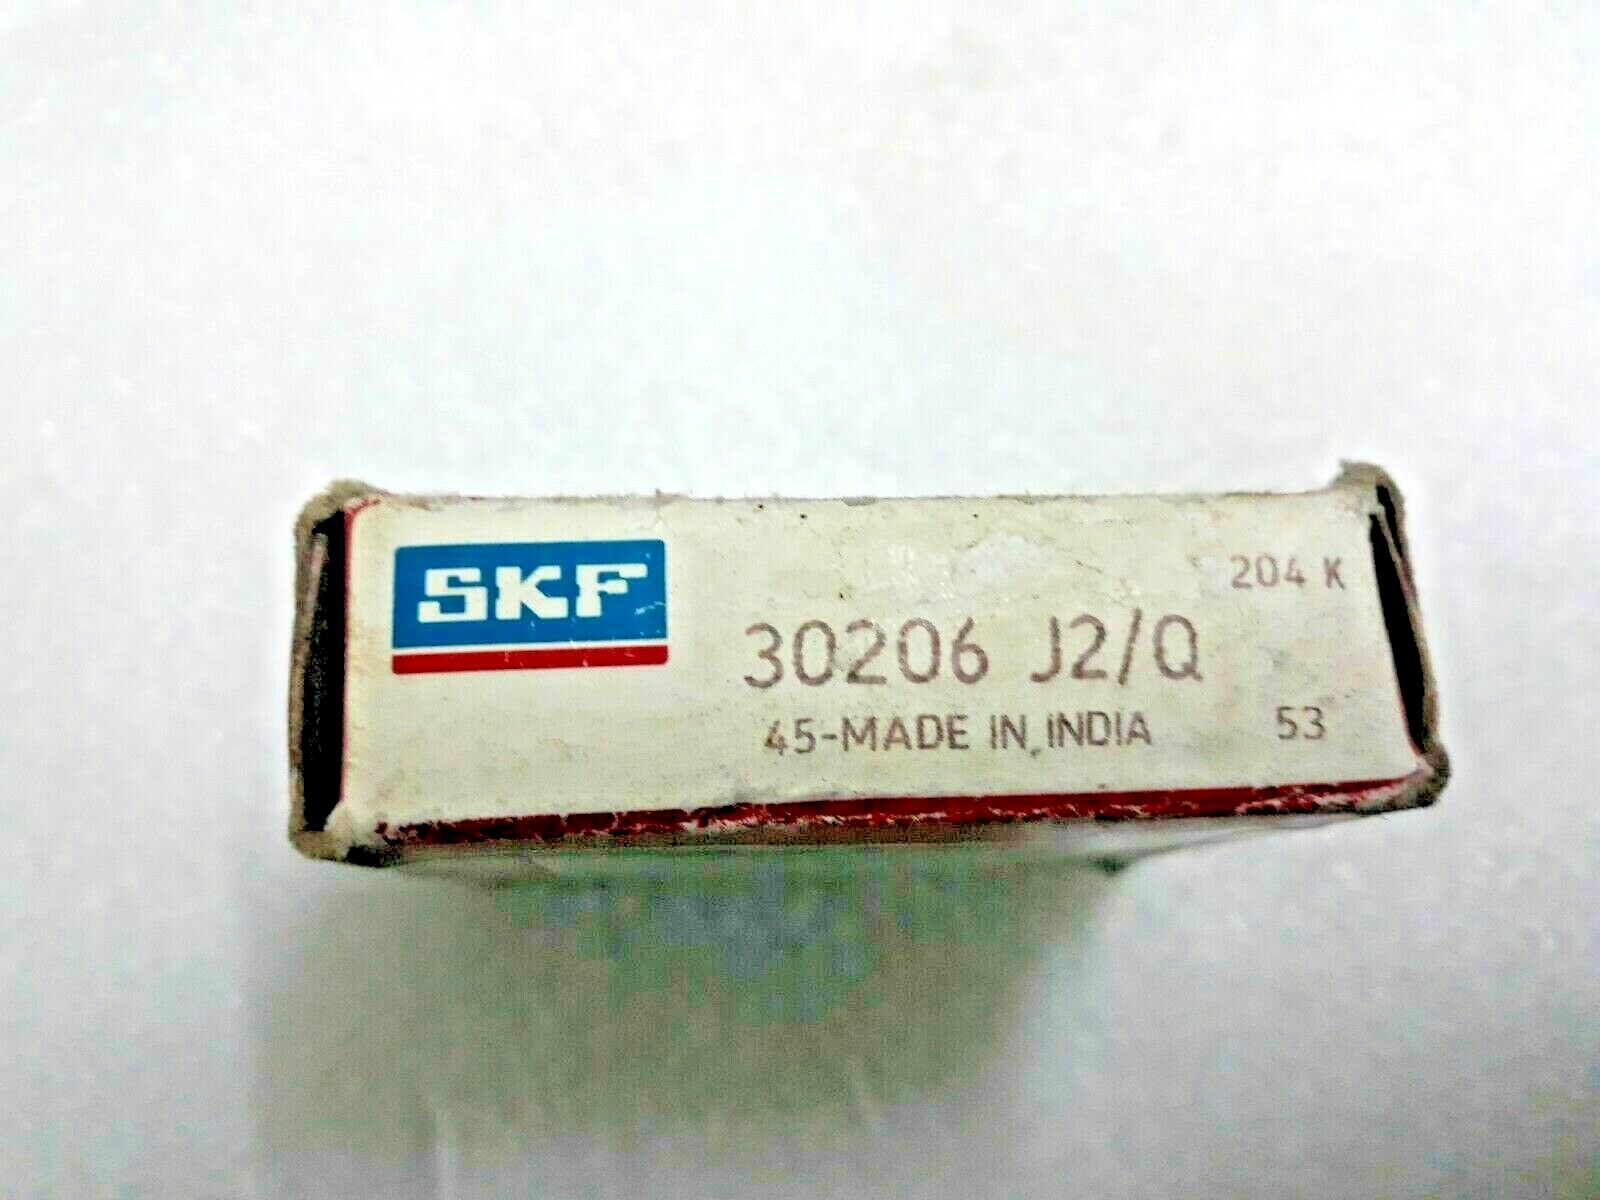 SKF
204 K
30206 J2/Q
45-MADE IN INDIA 53